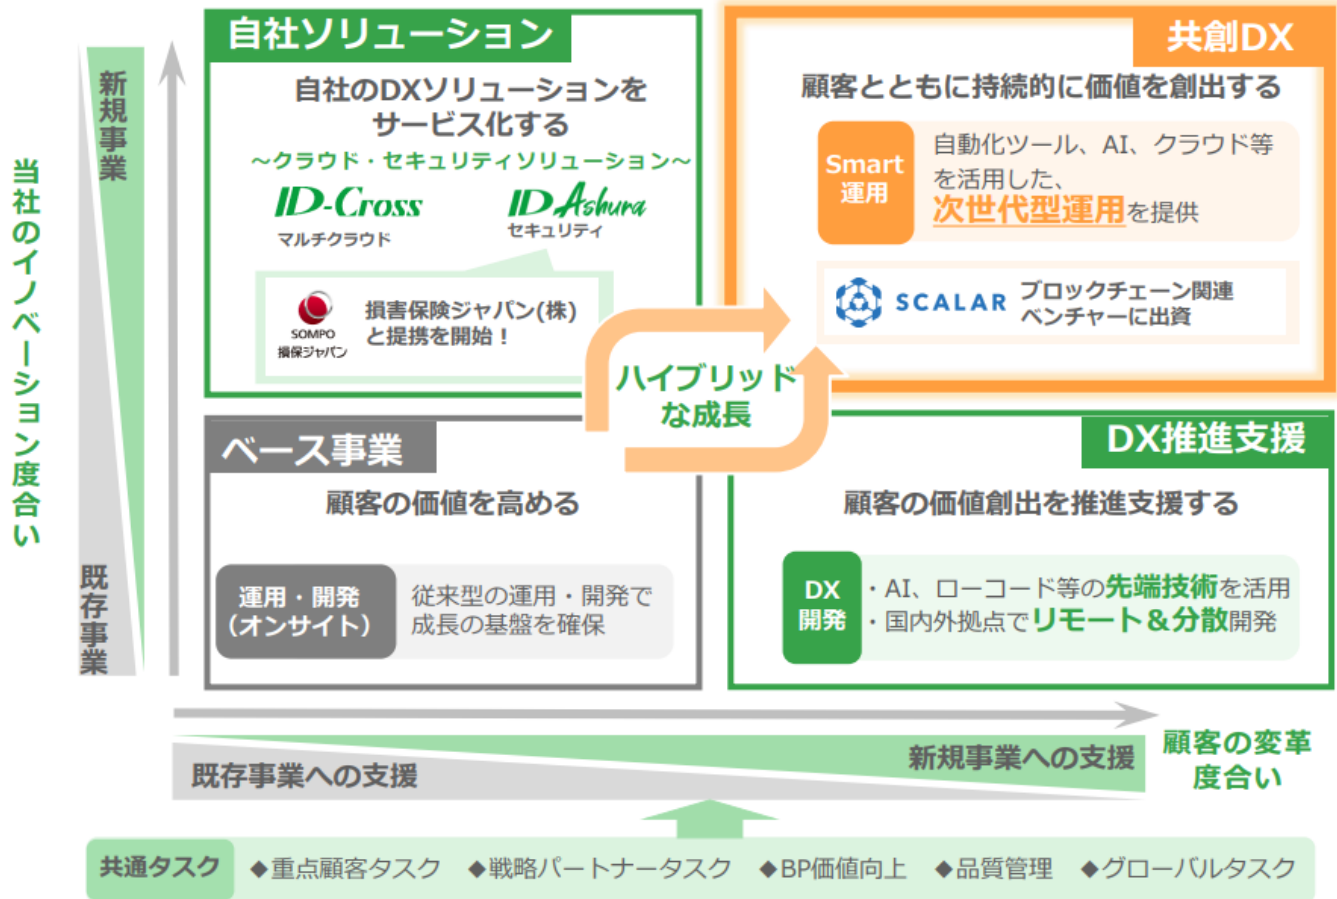 当社のイノベーション度合い
新規事業
既存事業
自社ソリューション
自社のDXソリューションを
サービス化する
～クラウド・セキュリティソリューション～
ID-Cross
マルチクラウド
ID Ashura
セキュリティ
SOMPO
損保ジャパン
損害保険ジャパン(株)
と提携を開始！
共創DX
顧客とともに持続的に価値を創出する
Smart
運用
自動化ツール、AI、クラウド等
を活用した、
次世代型運用を提供
SCALAR
ブロックチェーン関連
ベンチャーに出資
ハイブリッド
な成長
ベース事業
顧客の価値を高める
運用・開発
（オンサイト）
従来型の運用・開発で
成長の基盤を確保
DX推進支援
顧客の価値創出を推進支援する
DX
開発
・AI、ローコード等の先端技術を活用
・国内外拠点でリモート＆分散開発
既存事業への支援
新規事業への支援
顧客の変革
度合い
共通タスク
◆重点顧客タスク ◆戦略パートナータスク ◆BP価値向上 ◆品質管理 ◆グローバルタスク